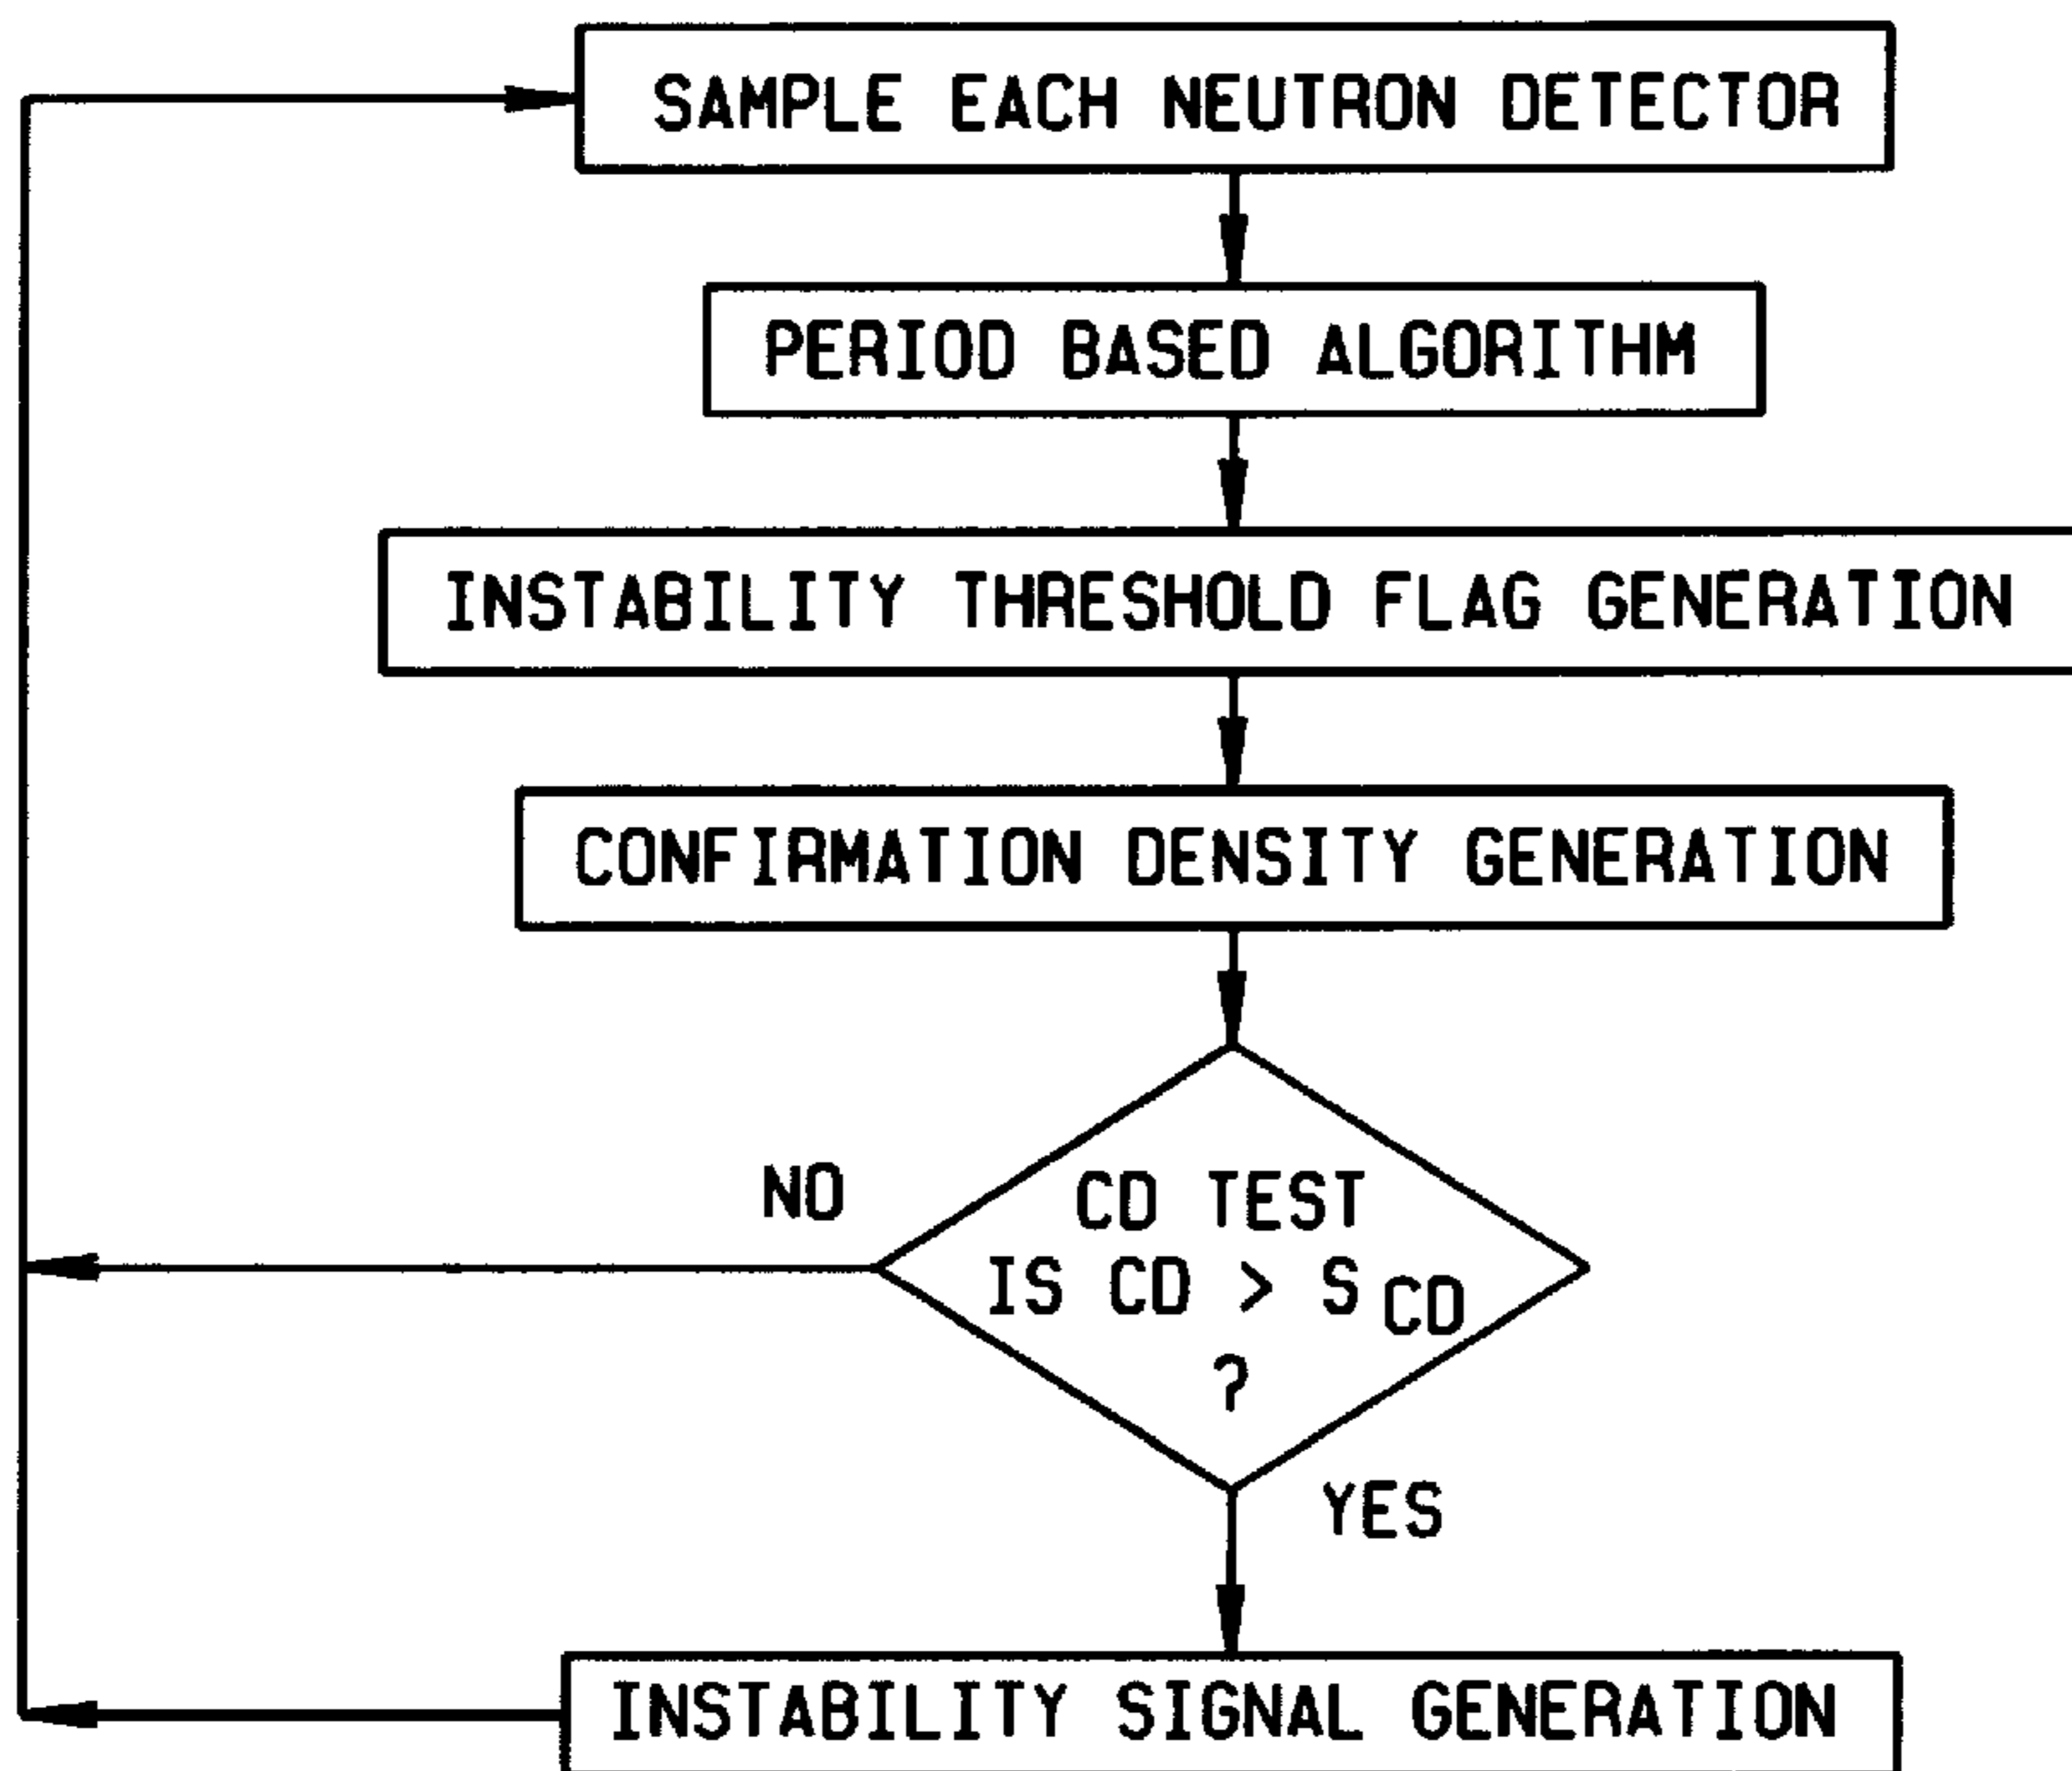 SAMPLE EACH NEUTRON DETECTOR
PERIOD BASED ALGORITHM
INSTABILITY THRESHOLD FLAG GENERATION
CONFIRMATION DENSITY GENERATION
NO
CD TEST
IS CD > S CD
?
YES
INSTABILITY SIGNAL GENERATION